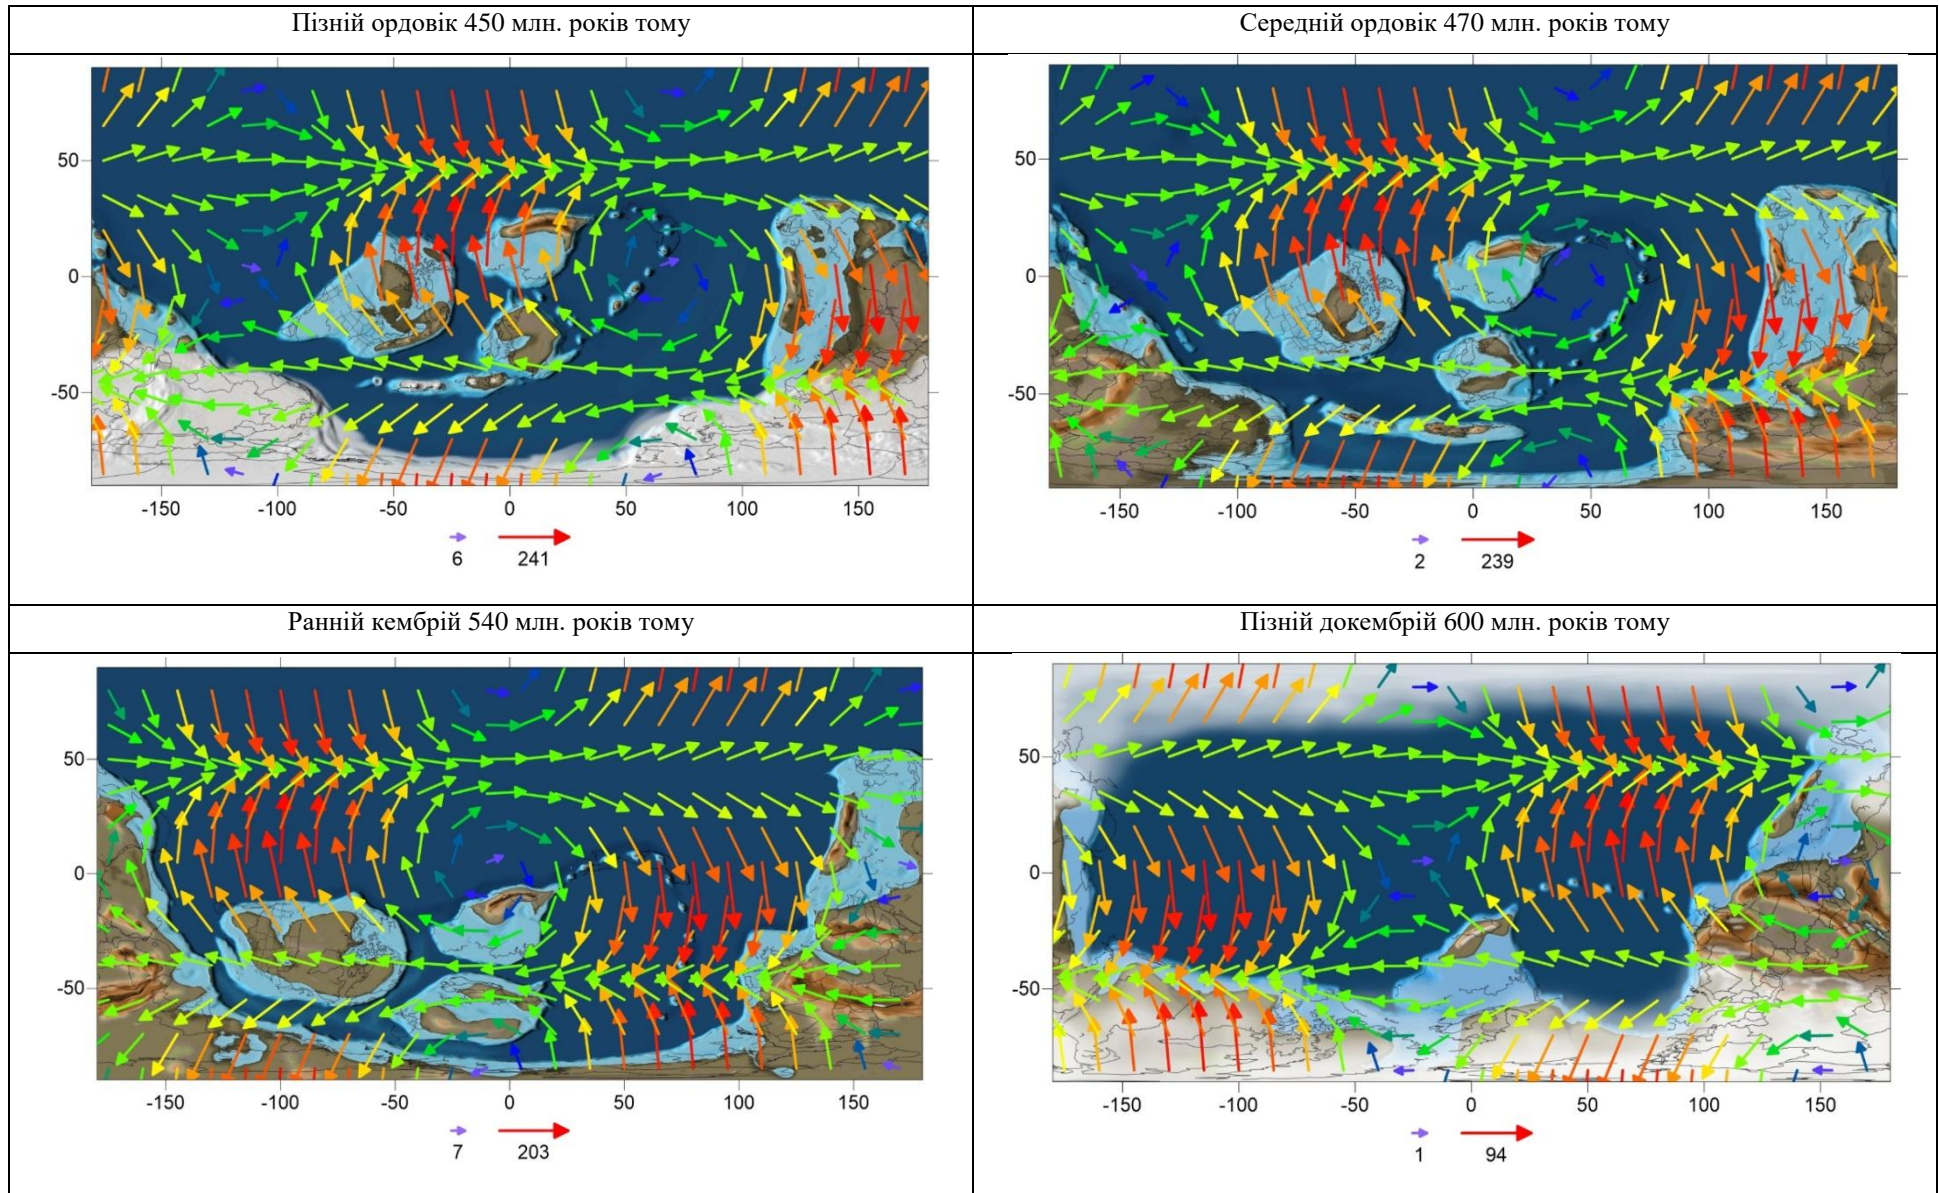 Пізній ордовік 450 млн. років тому
Середній ордовік 470 млн. років тому
50
0
-50
-150 -100 -50 0 50 100 150
6 241
50
0
-50
-150 -100 -50 0 50 100 150
2 239
Ранній кембрій 540 млн. років тому
Пізній докембрій 600 млн. років тому
50
0
-50
-150 -100 -50 0 50 100 150
7 203
50
0
-50
-150 -100 -50 0 50 100 150
1 94